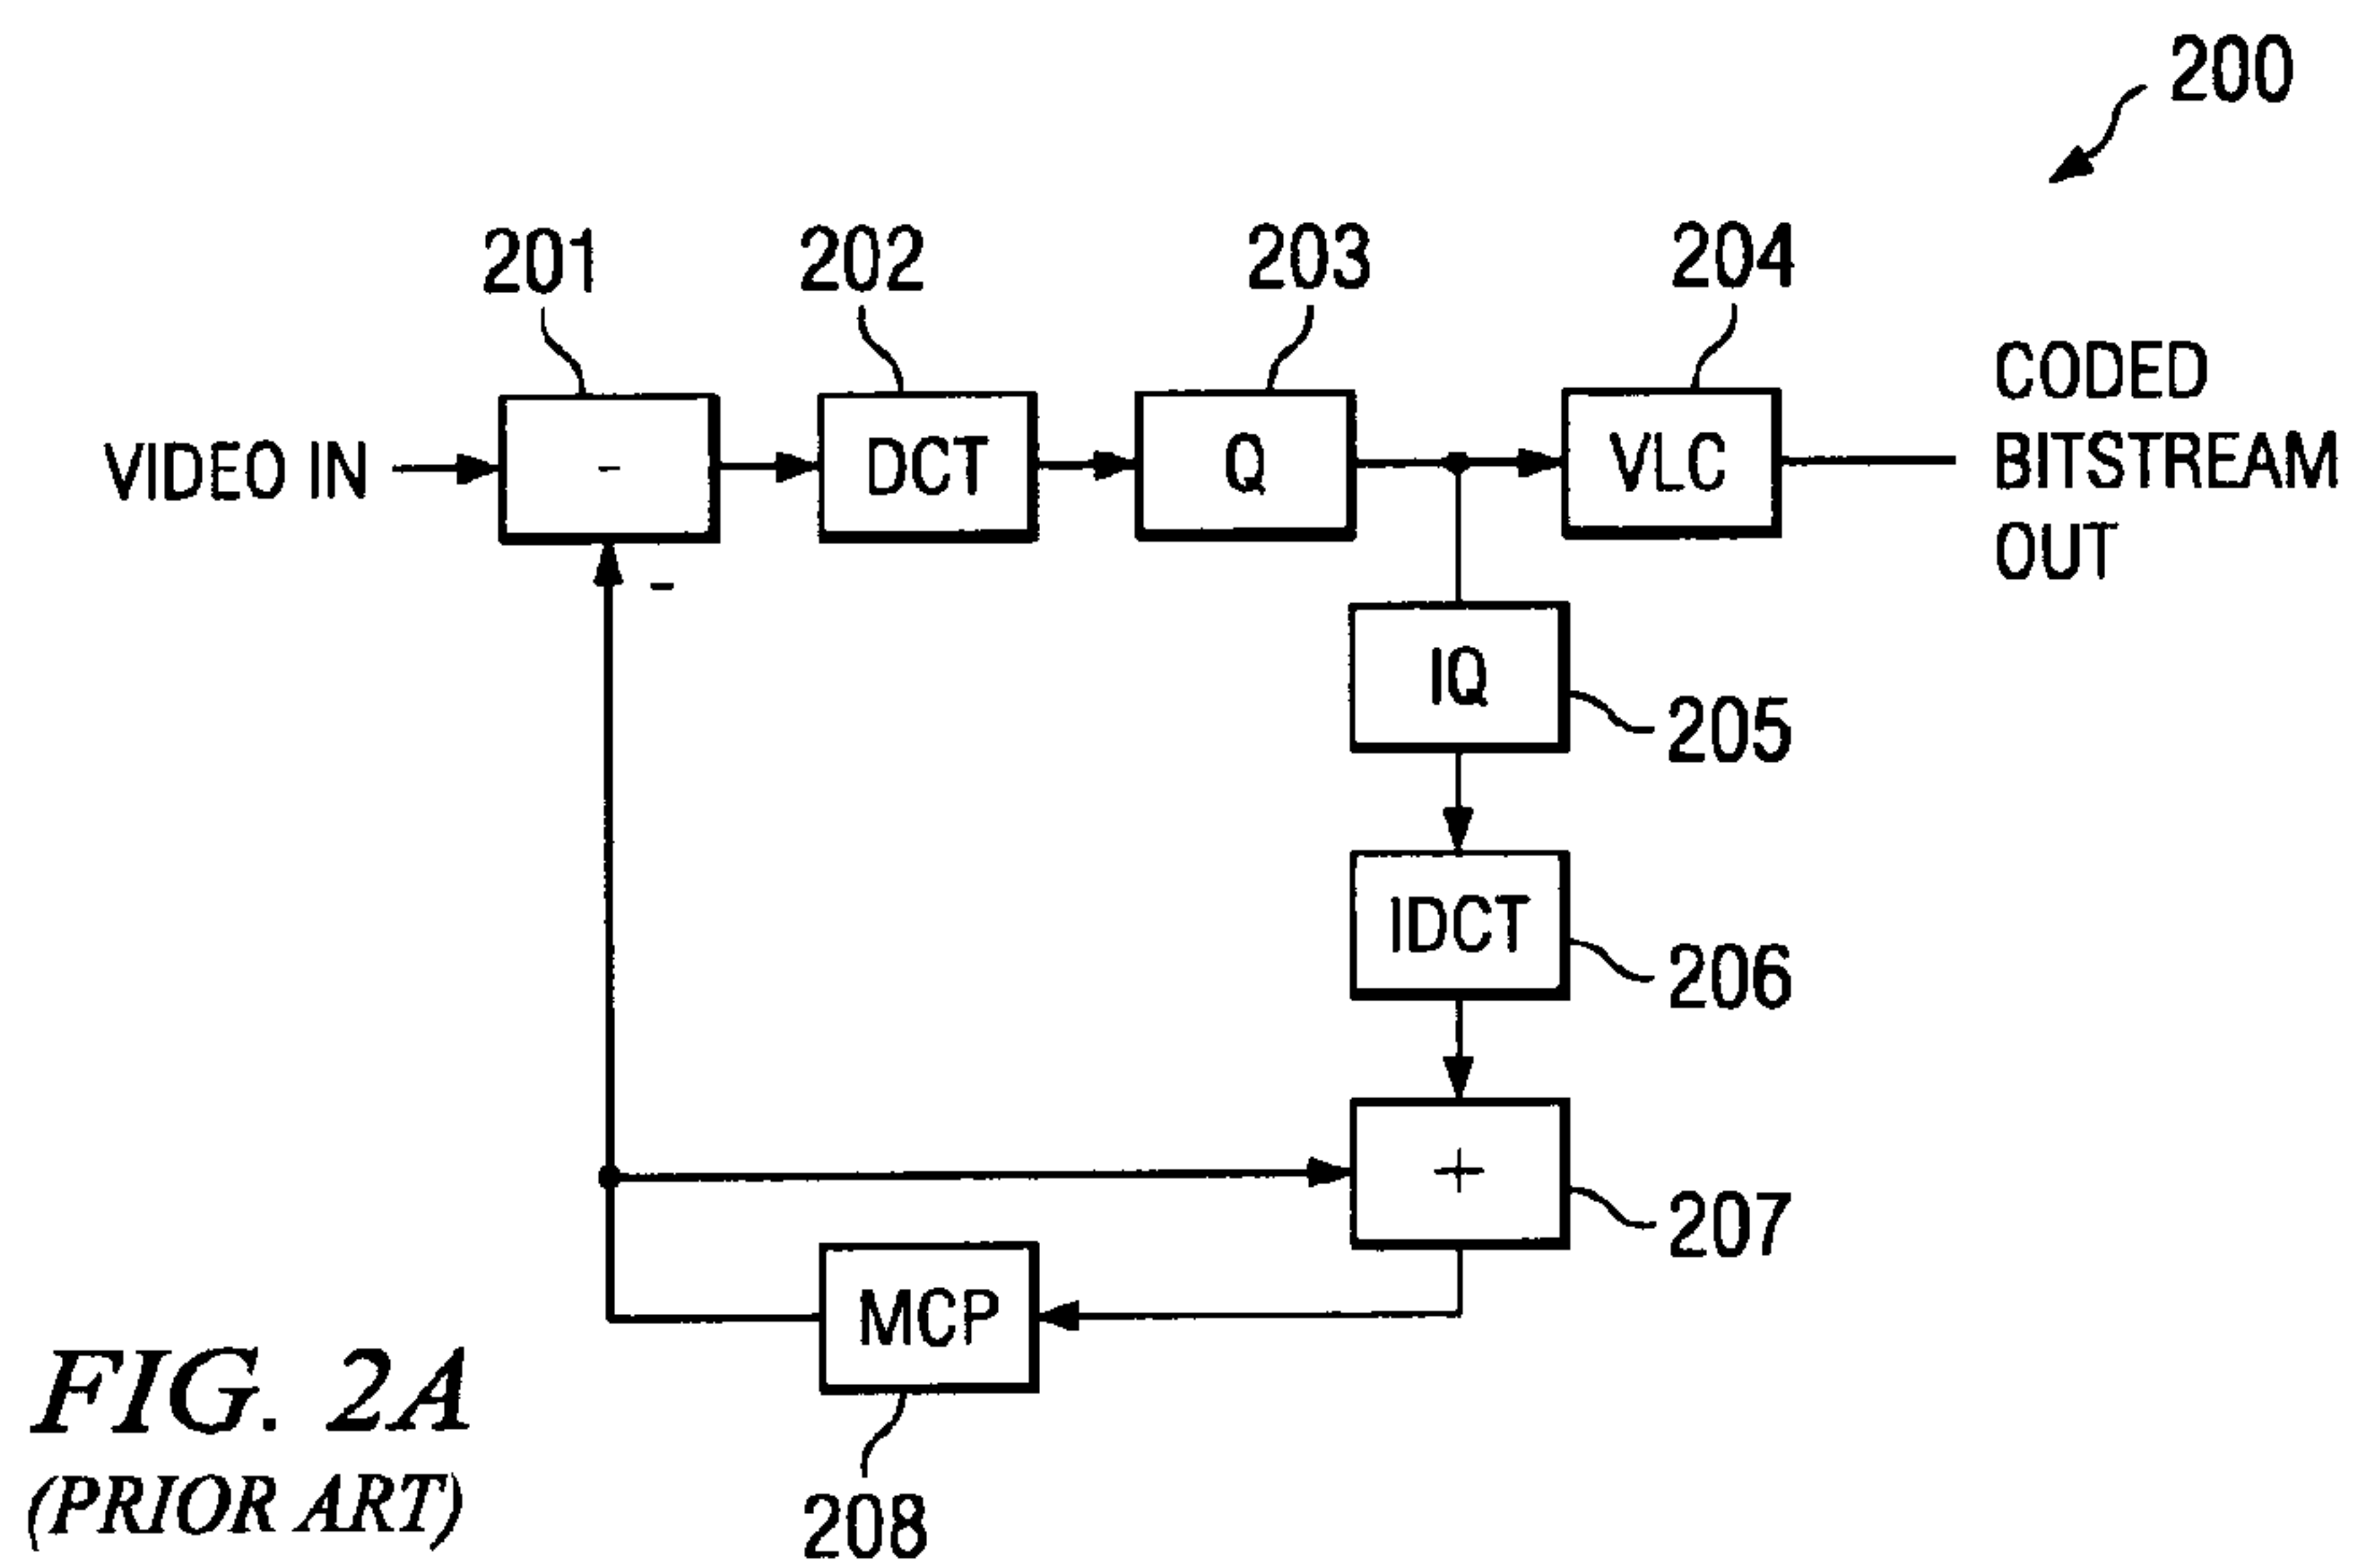 200
201
202
203
204
VIDEO IN
-
DCT
Q
VLC
CODED
BITSTREAM
OUT
-
IQ
205
IDCT
206
+
207
MCP
208
FIG. 2A
(PRIOR ART)